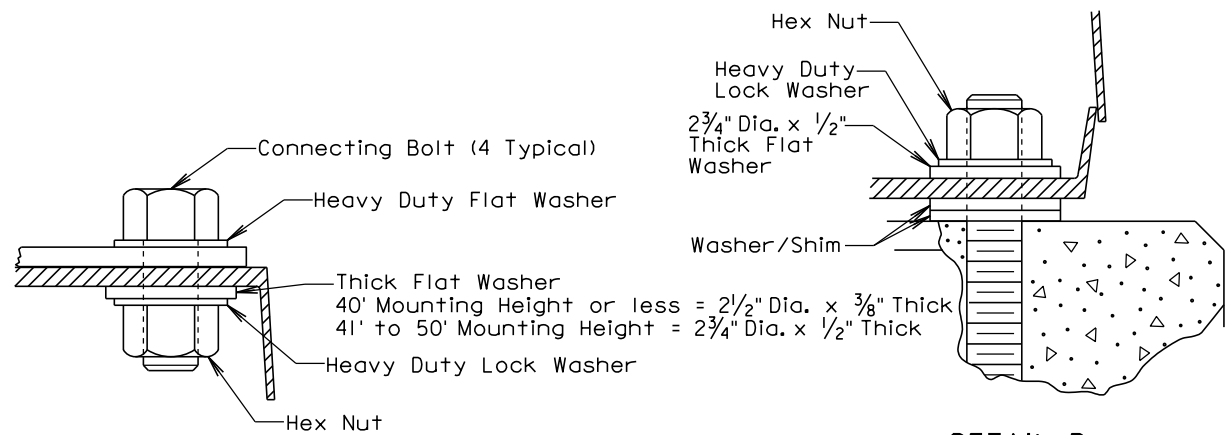 Connecting Bolt (4 Typical)
Heavy Duty Flat Washer
Thick Flat Washer
40' Mounting Height or less = 2½" Dia. x ⅜" Thick
41' to 50' Mounting Height = 2¾" Dia. x ½" Thick
Heavy Duty Lock Washer
Hex Nut
Hex Nut
Heavy Duty
Lock Washer
2¾" Dia. x ½"
Thick Flat
Washer
Washer/Shim